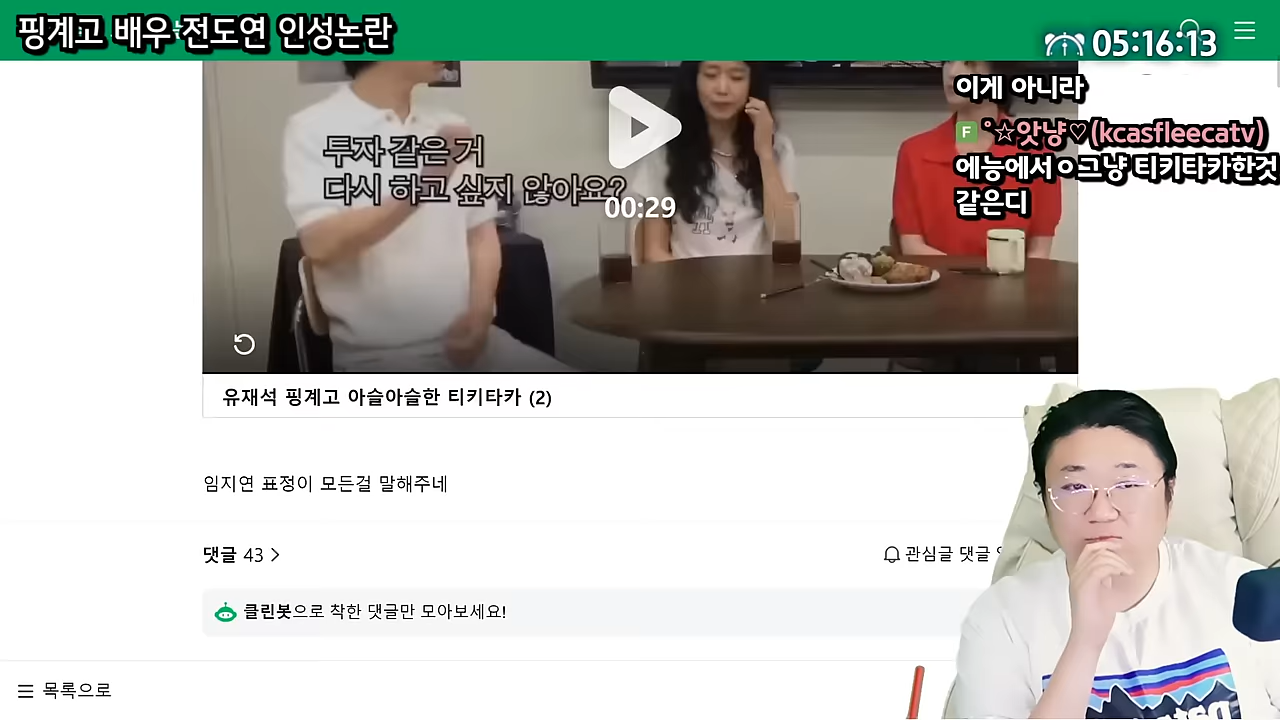 핑계고 배우 전도연 인성논란
05:16:13
이게 아니라
F °☆앗냥♡(kcasfleecatv)
에능에서ㅇ그냥 티키타카한것
같은디
투자 같은 거
다시 하고 싶지 않아요?
00:29
유재석 핑계고 아슬아슬한 티키타카 (2)
임지연 표정이 모든걸 말해주네
댓글 43 >
관심글 댓글
클린봇으로 착한 댓글만 모아보세요!
목록으로